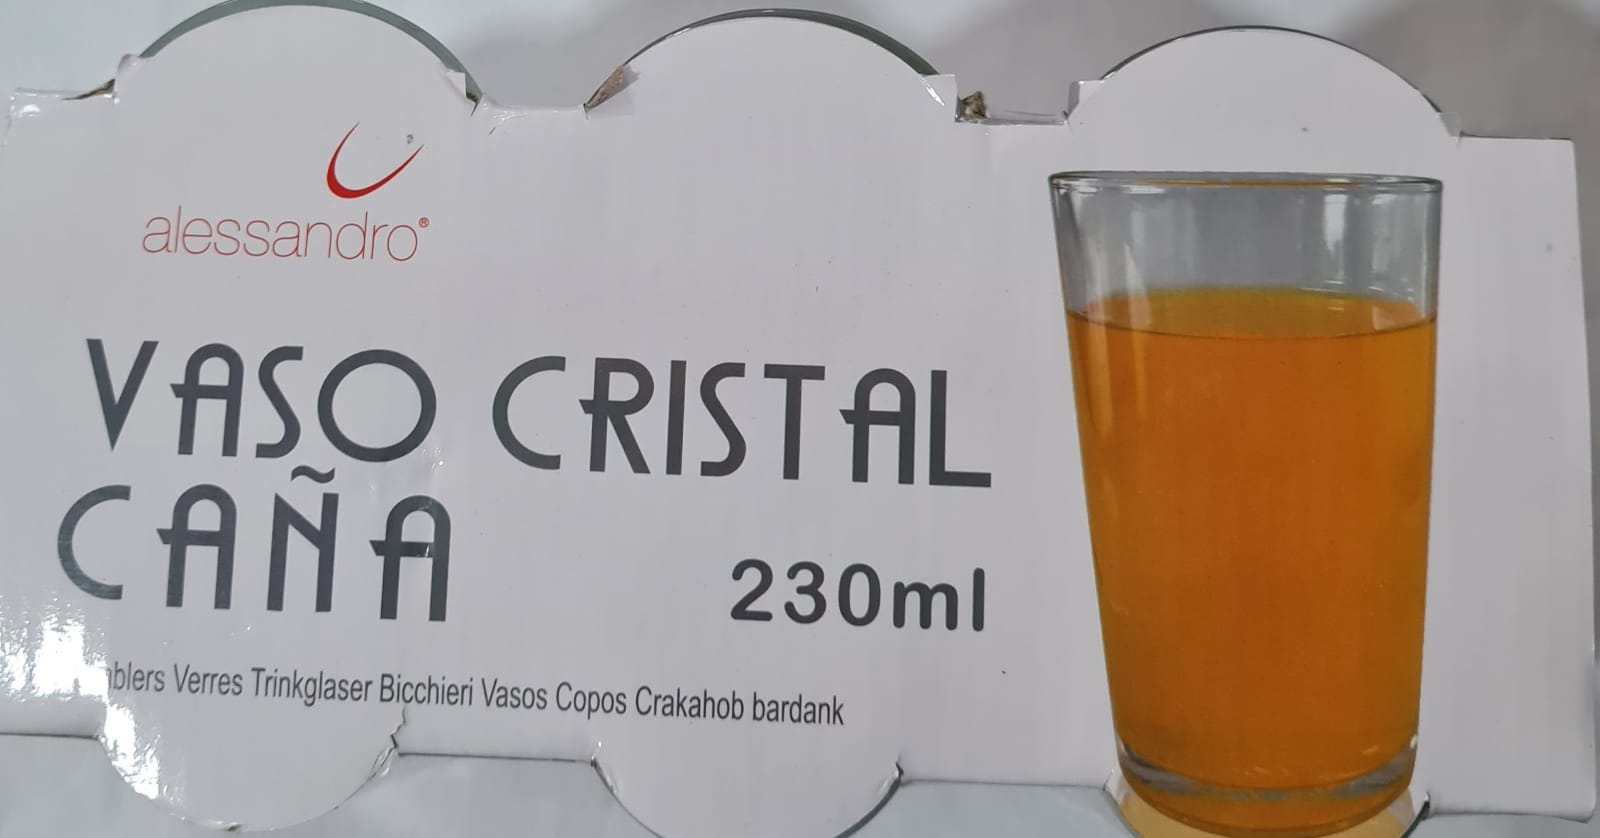 alessandro®
VASO CRISTAL
CAÑA
230ml
Verres Trinkglaser Bicchieri Vasos Copos Crakahob bardank